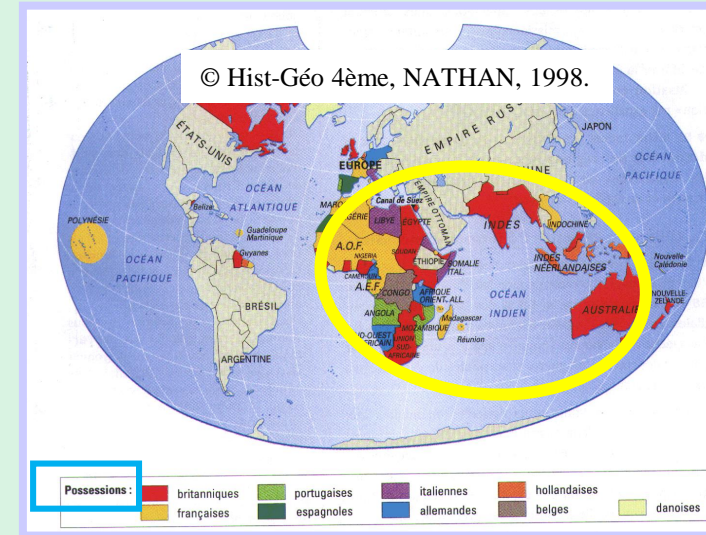 © Hist-Géo 4ème, NATHAN, 1998.
ÉTATS-UNIS
EMPIRE
JAPON
EUROPE
OCÉAN
PACIFIQUE
OCÉAN
ATLANTIQUE
Canal de Suez
EMPIRE OTTOMAN
Belize
POLYNÉSIE
LIBYE
ÉGYPTE
INDES
INDOCHINE
Guadeloupe
Martinique
A.O.F.
NIGERIA
SOUDAN
ÉTHIOPIE
SOMALIE
ITAL.
Guyanes
CAMEROUN
A.E.F.
CONGO
AFRIQUE
ORIENT. ALL.
INDES
NÉERLANDAISES
Nouvelle-
Calédonie
OCÉAN
PACIFIQUE
BRÉSIL
ANGOLA
MOZAMBIQUE
Madagascar
Réunion
OCÉAN
INDIEN
AUSTRALIE
UNION
SUD-
AFRICAINE
ARGENTINE
Possessions :
britanniques
portugaises
italiennes
hollandaises
françaises
espagnoles
allemandes
belges
danoises